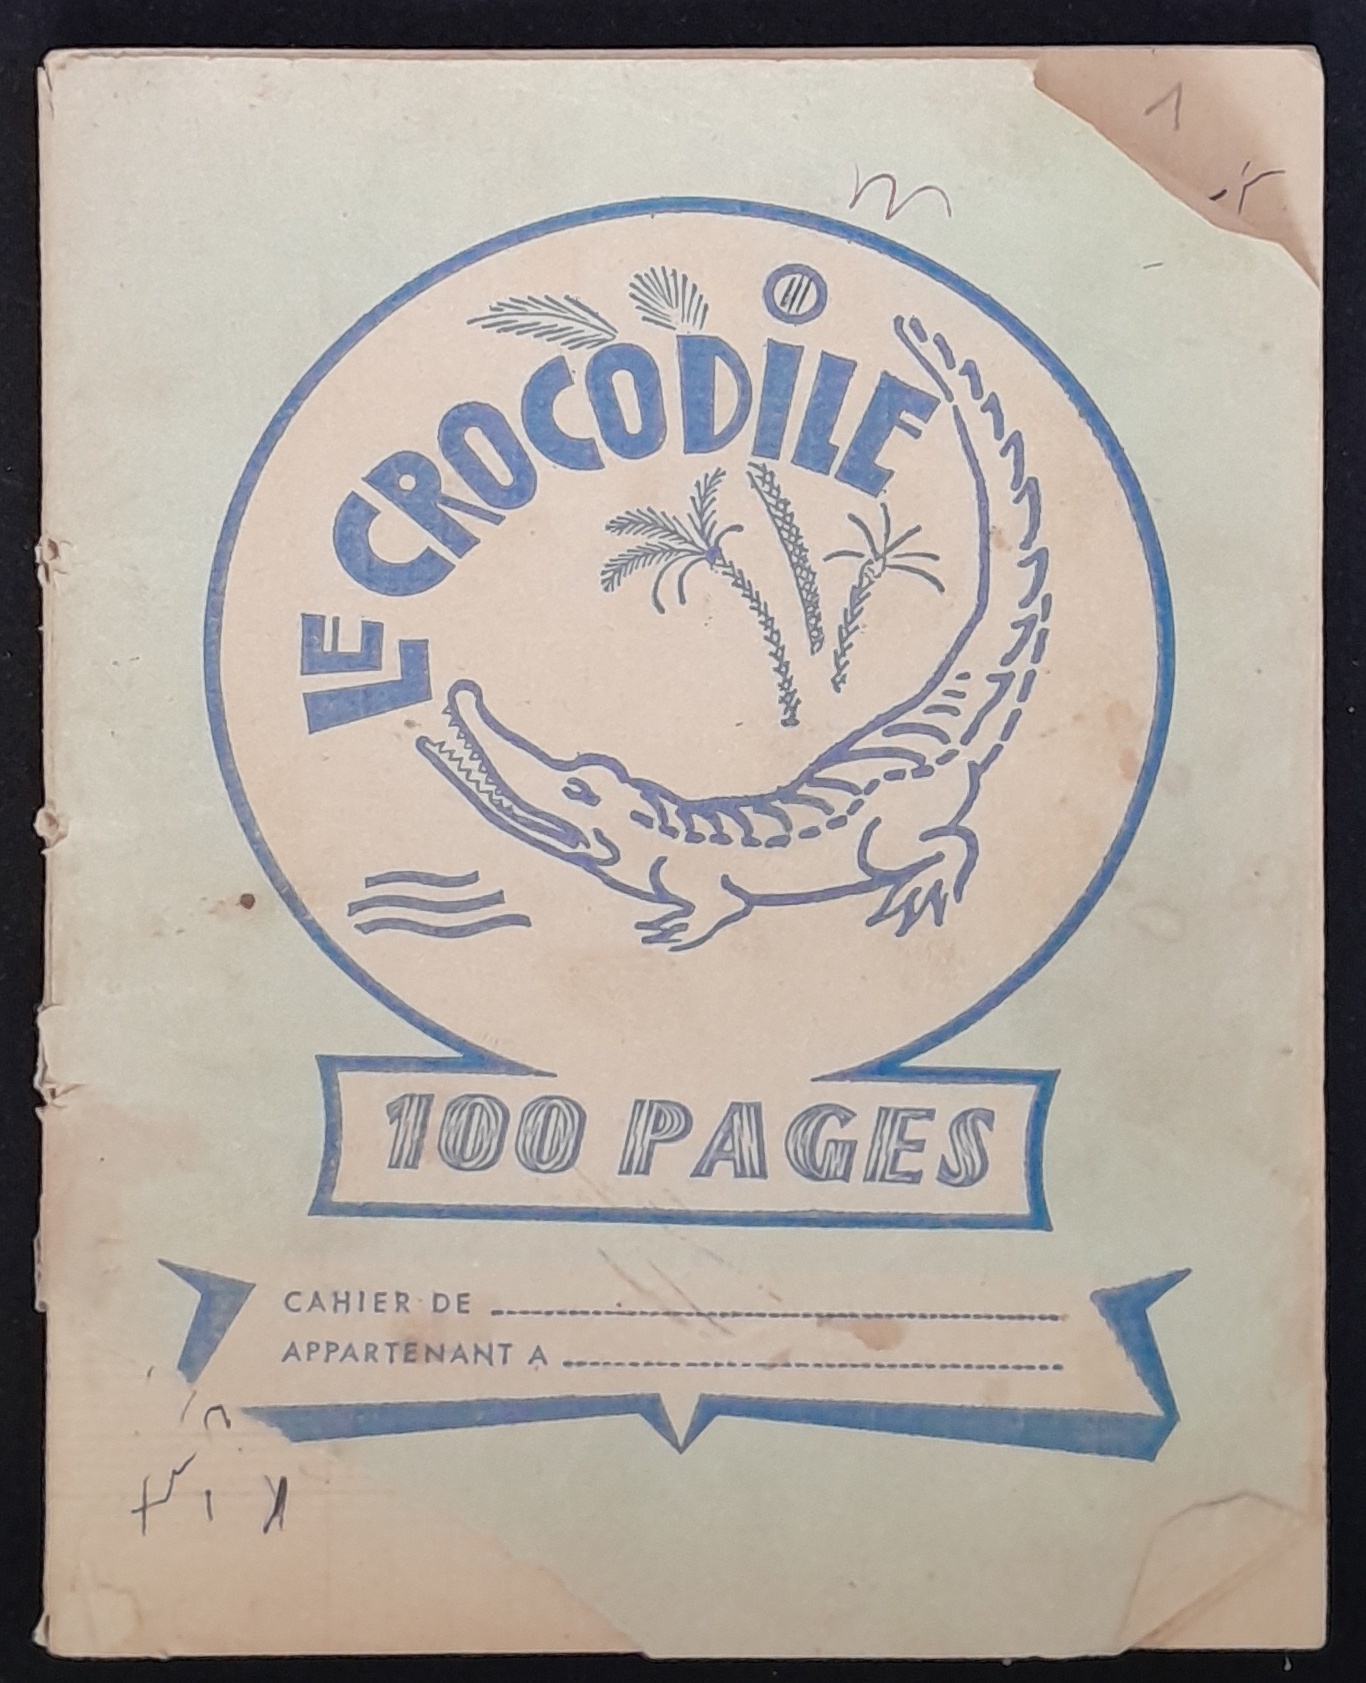 LE CROCODILE
100 PAGES
CAHIER DE
APPARTENANT A